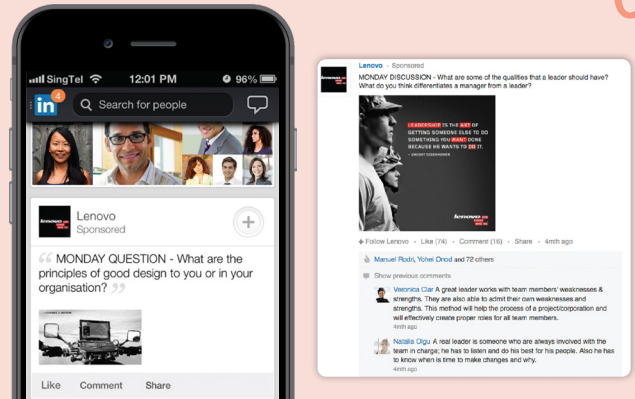 SingTel 12:01 PM 96%
in 4 Search for people
Lenovo
Sponsored
MONDAY QUESTION - What are the
principles of good design to you or in your
organisation?
Like Comment Share
Lenovo · Sponsored
MONDAY DISCUSSION - What are some of the qualities that a leader should have?
What do you think differentiates a manager from a leader?
LEADERSHIP IS THE ART OF
GETTING SOMEONE ELSE TO DO
SOMETHING YOU WANT DONE
BECAUSE HE WANTS TO DO IT.
- DWIGHT EISENHOWER
lenovo
Follow Lenovo · Like (74) · Comment (16) · Share · 4mth ago
Manuel Rodri, Yohei Onod and 72 others
Show previous comments
Veronica Clar A great leader works with team members' weaknesses &
strengths. They are also able to admit their own weaknesses and
strengths. This method will help the process of a project/corporation and
will effectively create proper roles for all team members.
4mth ago
Natalia Olgu A real leader is someone who are always involved with the
team in charge; he has to listen and do his best for his people. Also he has
to know when is time to make changes and why.
4mth ago